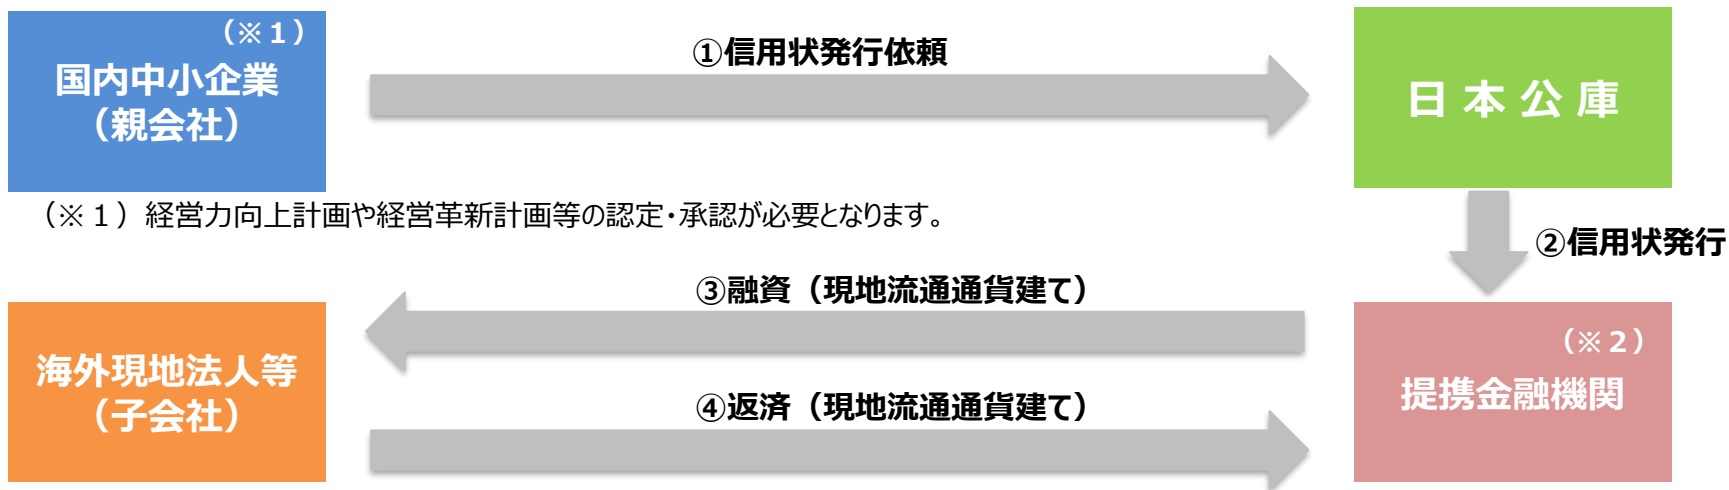 （※１）
国内中小企業
（親会社）
①信用状発行依頼
日本公庫
（※１）経営力向上計画や経営革新計画等の認定・承認が必要となります。
②信用状発行
③融資（現地流通通貨建て）
海外現地法人等
（子会社）
（※２）
提携金融機関
④返済（現地流通通貨建て）